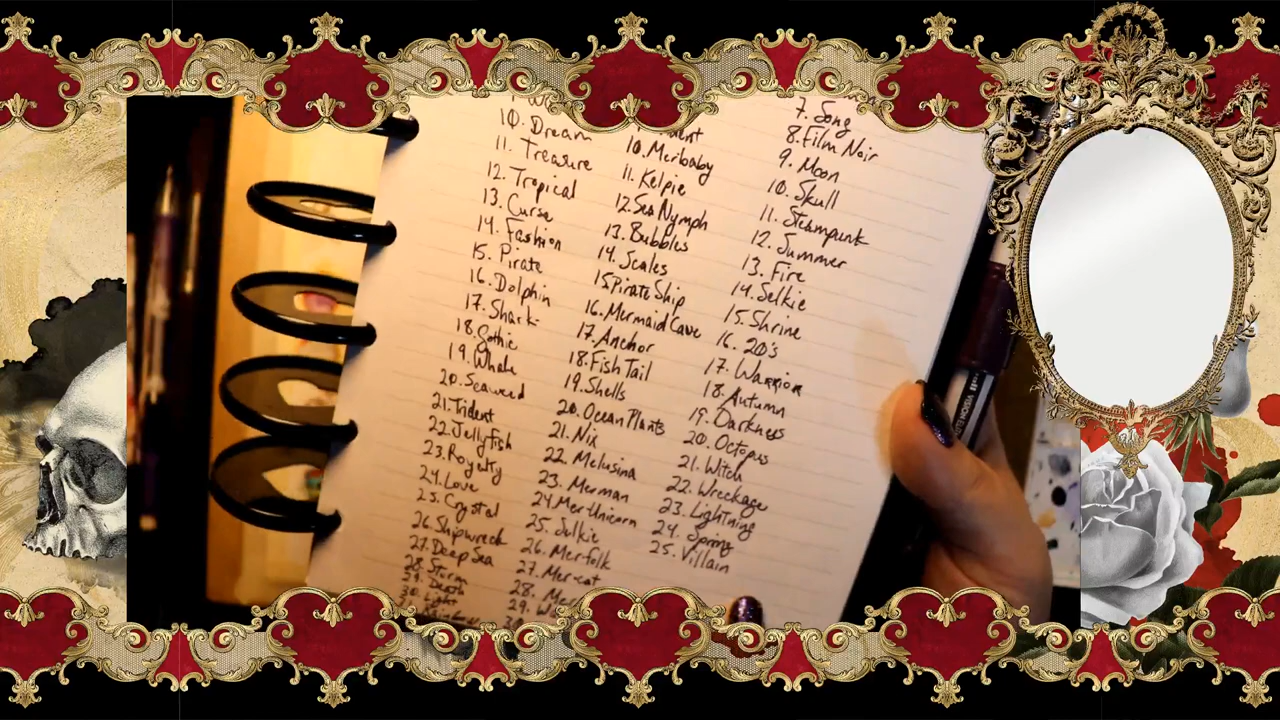 10. Dream
11. Treasure
12. Tropical
13. Curse
14. Fashion
15. Pirate
16. Dolphin
17. Shark
18. Gothic
19. Whale
20. Seaweed
21. Trident
22. Jellyfish
23. Royalty
24. Love
25. Crystal
26. Shipwreck
27. Deep Sea
28. Storm
29. Death
30.
10. Merbaby
11. Kelpie
12. Sea Nymph
13. Bubbles
14. Scales
15. Pirate Ship
16. Mermaid Cave
17. Anchor
18. Fish Tail
19. Shells
20. Ocean Plants
21. Nix
22. Melusina
23. Merman
24. MerUnicorn
25. Selkie
26. Merfolk
27. Mercat
28.
29.
7. Song
8. Film Noir
9. Moon
10. Skull
11. Steampunk
12. Summer
13. Fire
14. Selkie
15. Shrine
16. 20's
17. Warrior
18. Autumn
19. Darkness
20. Octopus
21. Witch
22. Wreckage
23. Lightning
24. Spring
25. Villain
VISION